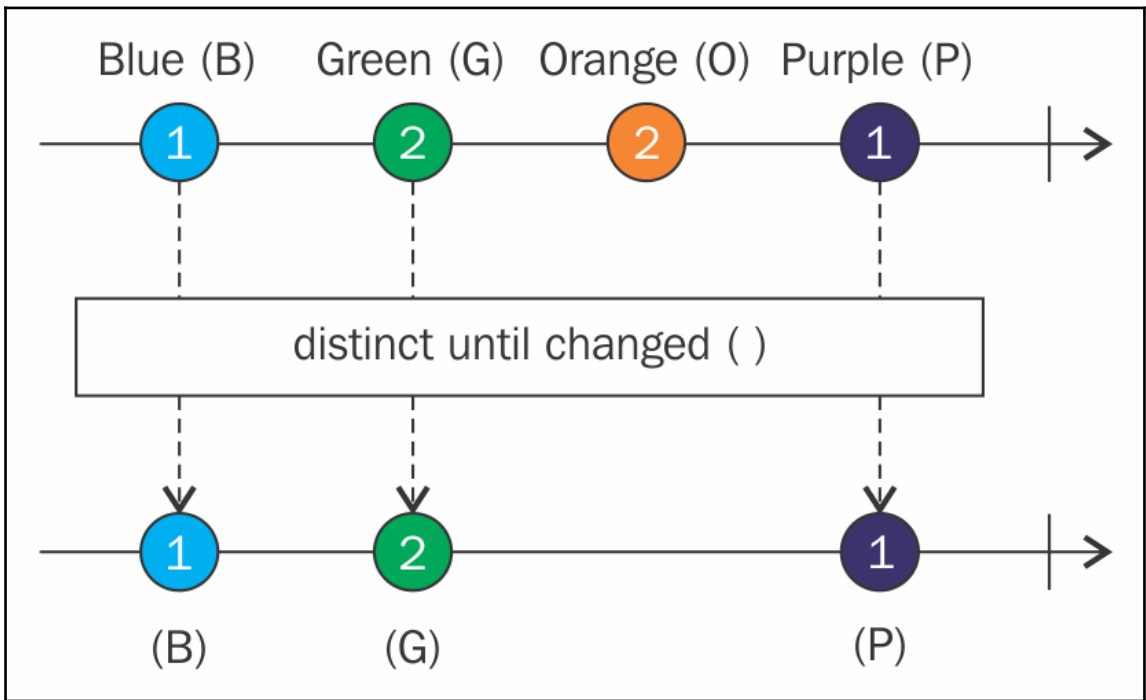 Blue (B) Green (G) Orange (O) Purple (P)
1 2 2 1
distinct until changed ( )
1 2 1
(B) (G) (P)